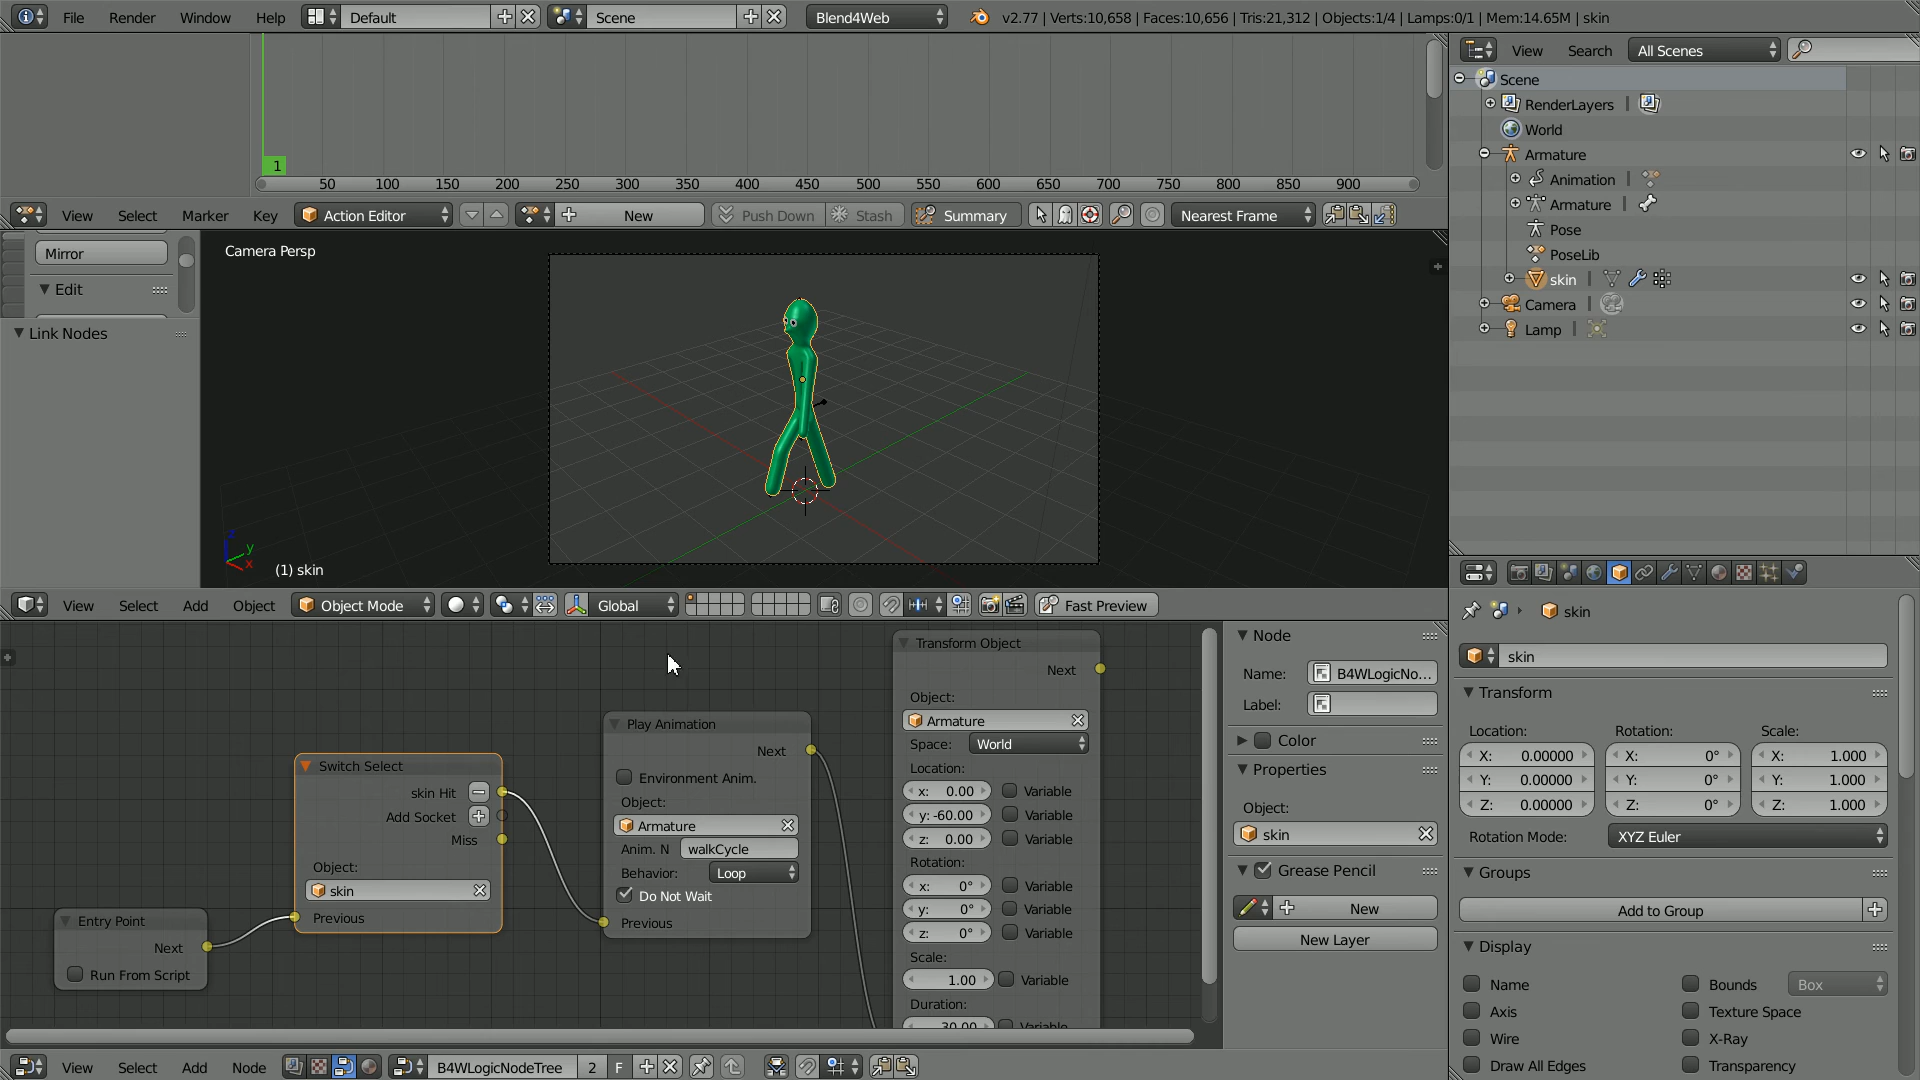 File Render Window Help Default Scene Blend4Web v2.77 | Verts:10,658 | Faces:10,656 | Tris:21,312 | Objects:1/4 | Lamps:0/1 | Mem:14.65M | skin
1
50 100 150 200 250 300 350 400 450 500 550 600 650 700 750 800 850 900
View Select Marker Key Action Editor New Push Down Stash Summary Nearest Frame
Mirror
Edit
Link Nodes
Camera Persp
z
y
x
(1) skin
View Select Add Object Object Mode Global Fast Preview
Entry Point
Next
Run From Script
Switch Select
skin Hit
Add Socket
Miss
Object:
skin
Previous
Play Animation
Next
Environment Anim.
Object:
Armature
Anim. N walkCycle
Behavior: Loop
Do Not Wait
Previous
Transform Object
Next
Object:
Armature
Space: World
Location:
x: 0.00 Variable
y: -60.00 Variable
z: 0.00 Variable
Rotation:
x: 0° Variable
y: 0° Variable
z: 0° Variable
Scale:
1.00 Variable
Duration:
30.00 Variable
Node
Name: B4WLogicNo...
Label:
Color
Properties
Object:
skin
Grease Pencil
New
New Layer
View Select Add Node B4WLogicNodeTree 2 F
View Search All Scenes
Scene
RenderLayers |
World
Armature
Animation |
Armature |
Pose
PoseLib
skin |
Camera |
Lamp |
skin
skin
Transform
Location: Rotation: Scale:
X: 0.00000 X: 0° X: 1.000
Y: 0.00000 Y: 0° Y: 1.000
Z: 0.00000 Z: 0° Z: 1.000
Rotation Mode: XYZ Euler
Groups
Add to Group
Display
Name Bounds Box
Axis Texture Space
Wire X-Ray
Draw All Edges Transparency